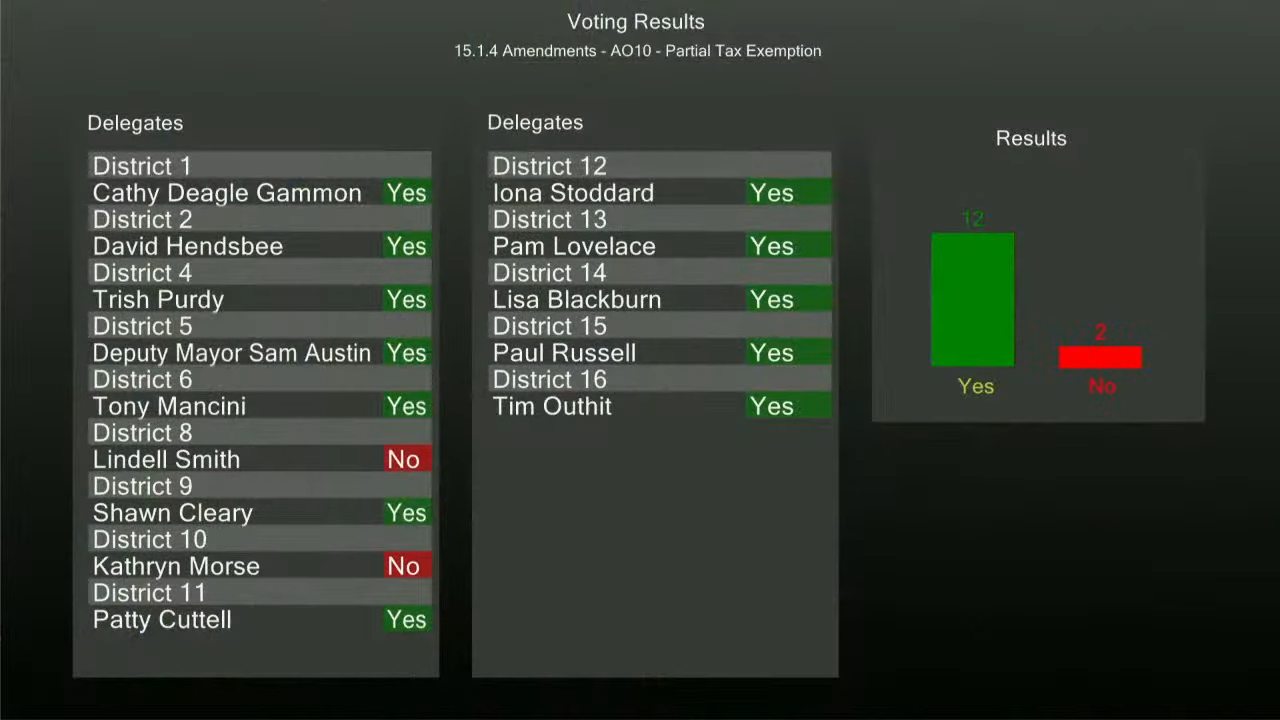 Voting Results
15.1.4 Amendments - AO10 - Partial Tax Exemption
Delegates
District 1
Cathy Deagle Gammon Yes
District 2
David Hendsbee Yes
District 4
Trish Purdy Yes
District 5
Deputy Mayor Sam Austin Yes
District 6
Tony Mancini Yes
District 8
Lindell Smith No
District 9
Shawn Cleary Yes
District 10
Kathryn Morse No
District 11
Patty Cuttell Yes
Delegates
District 12
Iona Stoddard Yes
District 13
Pam Lovelace Yes
District 14
Lisa Blackburn Yes
District 15
Paul Russell Yes
District 16
Tim Outhit Yes
Results
12
2
Yes No